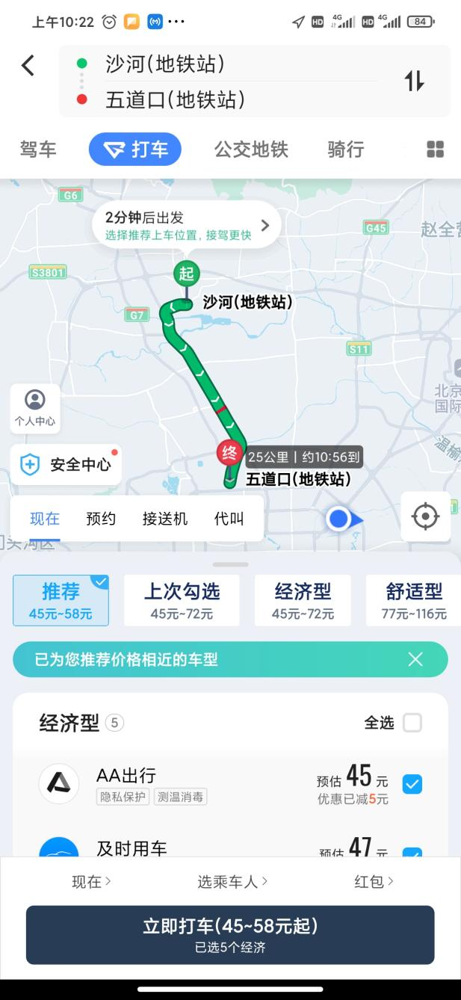 上午10:22
HD 4G HD 4G 84
沙河(地铁站)
五道口(地铁站)
驾车 打车 公交地铁 骑行
G6
2分钟后出发
选择推荐上车位置，接驾更快
G45
赵全营
S3801
起
沙河(地铁站)
G7
S11
北京
国际
个人中心
终
25公里 | 约10:56到
温榆
安全中心
五道口(地铁站)
现在 预约 接送机 代叫
门头沟区
推荐 上次勾选 经济型 舒适型
45元~58元 45元~72元 45元~72元 77元~116元
已为您推荐价格相近的车型
经济型 5 全选
AA出行 预估 45 元
隐私保护 测温消毒 优惠已减5元
及时用车 预估 47 元
现在 选乘车人 红包
立即打车(45~58元起)
已选5个经济